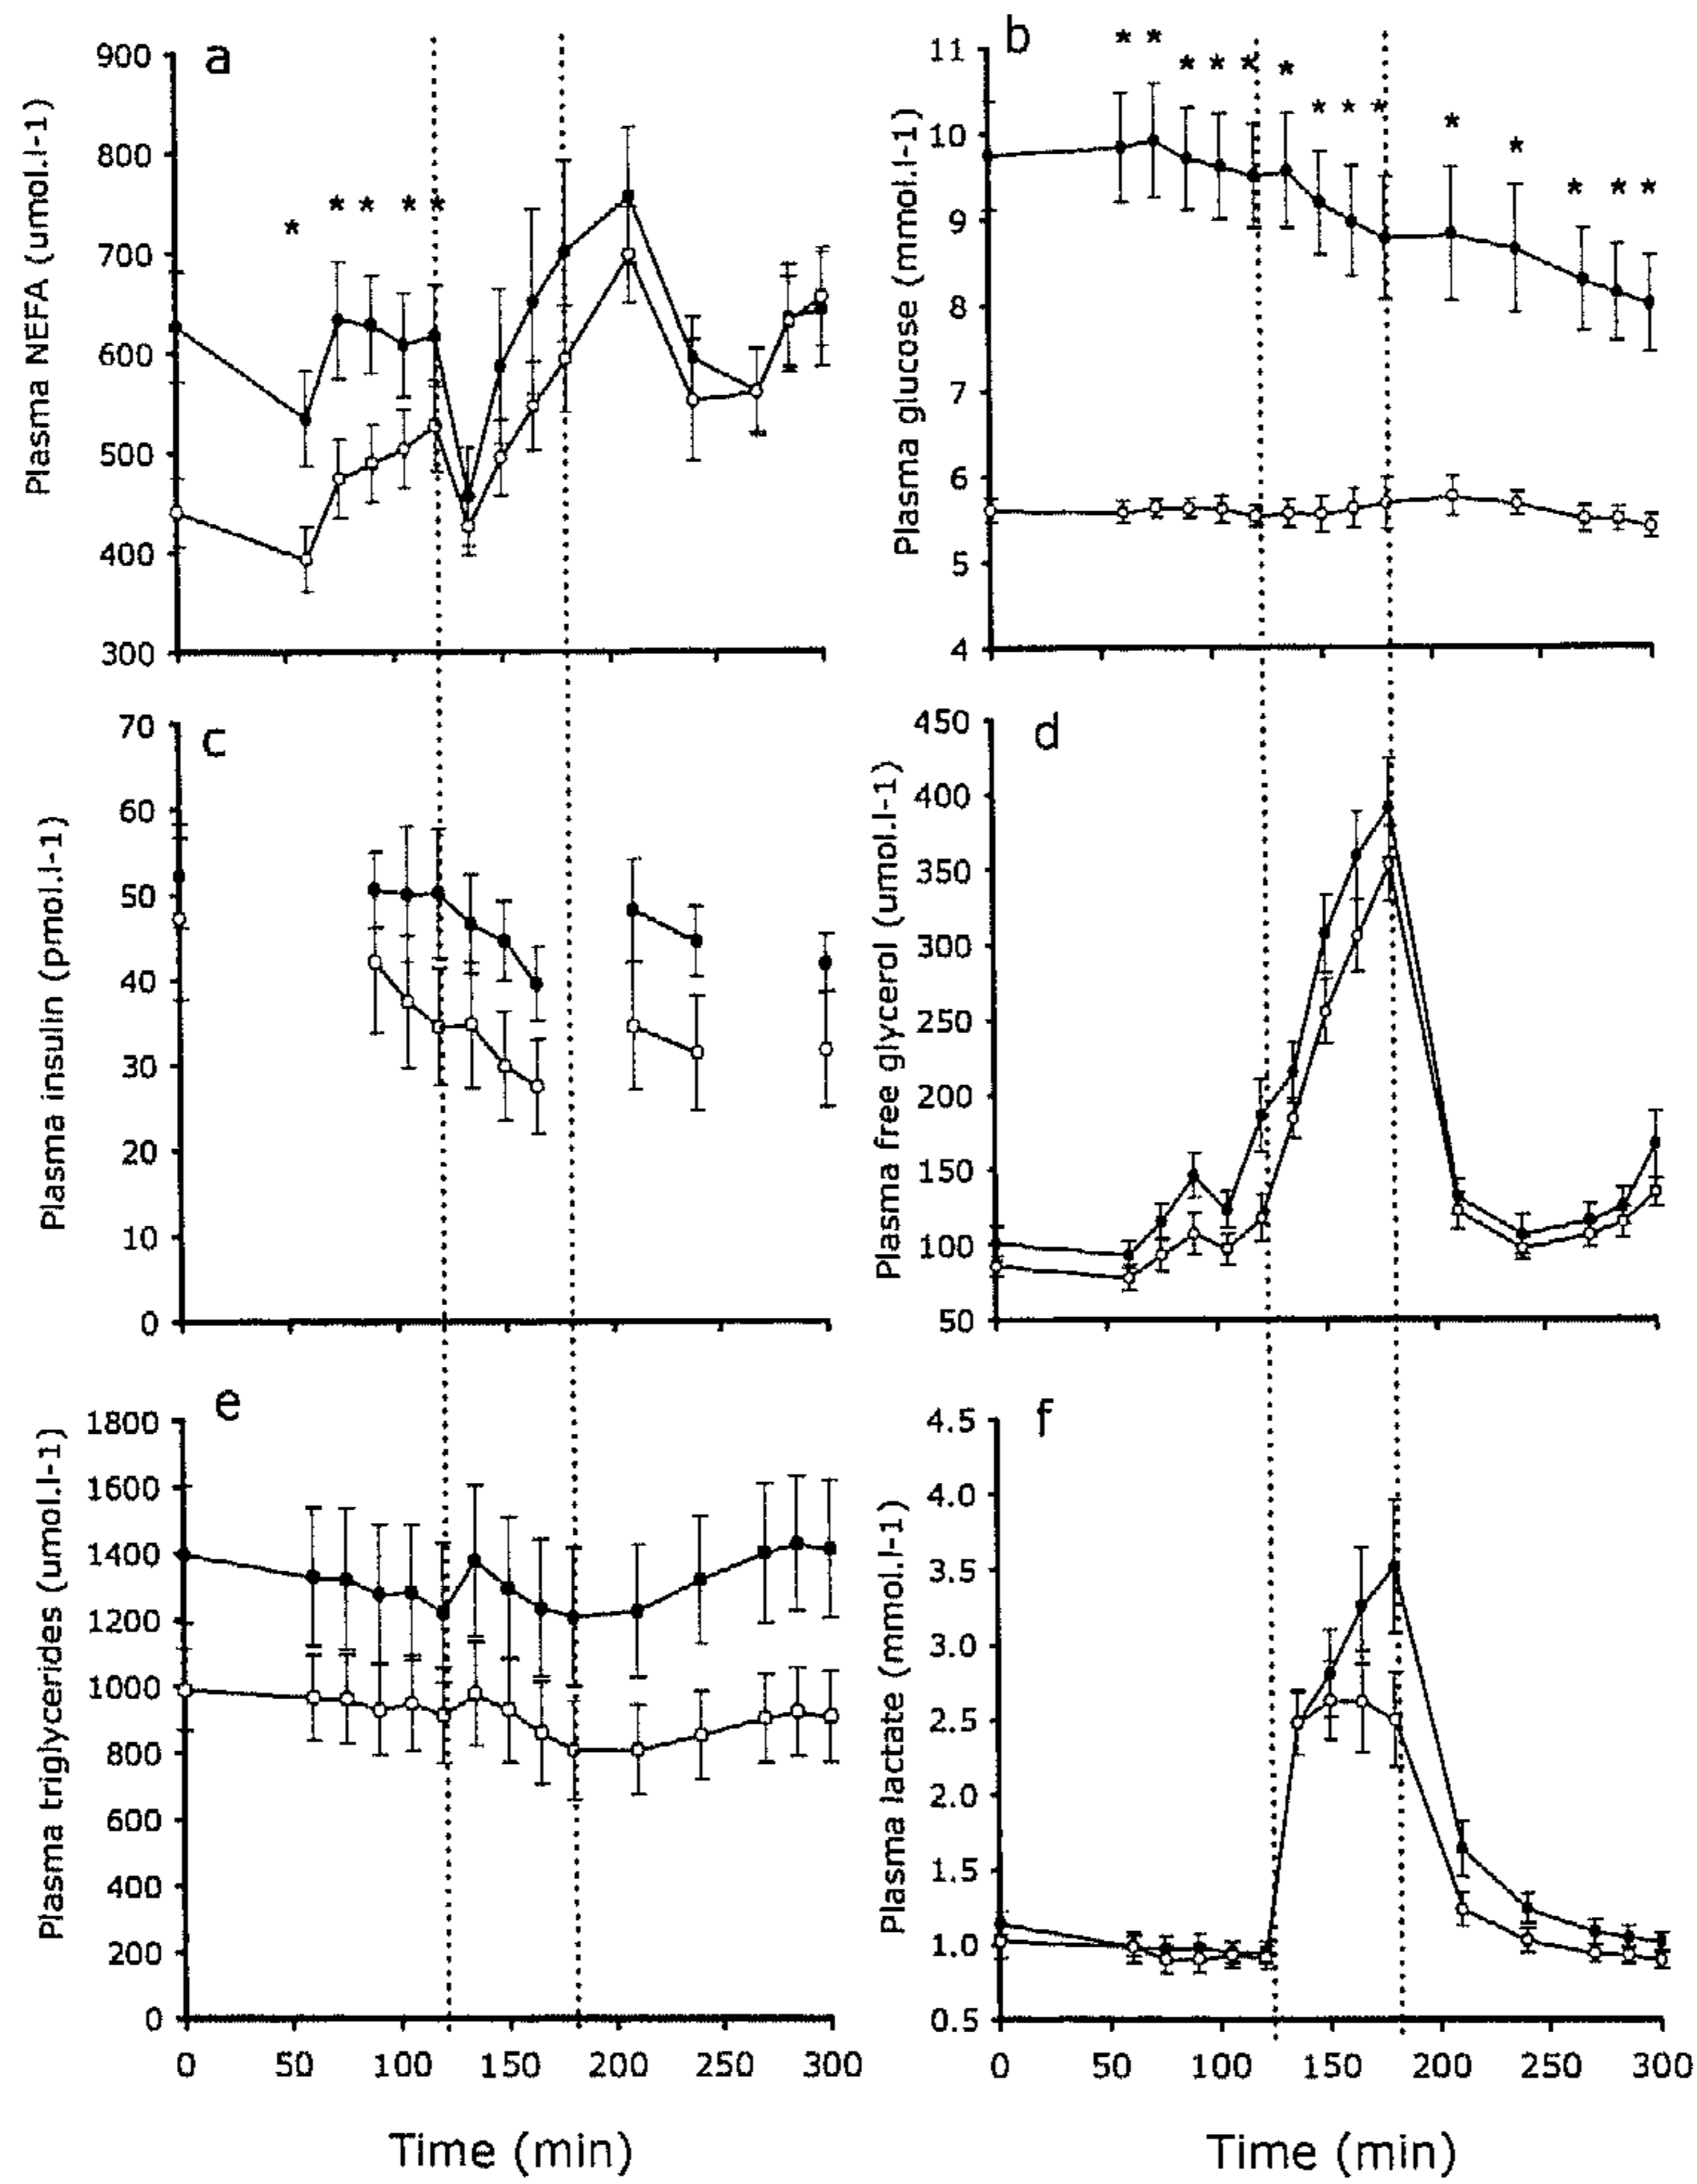 a
Plasma NEFA (umol.l-1)
900
800
700
600
500
400
300
* * * * *
*
b
Plasma glucose (mmol.l-1)
11
10
9
8
7
6
5
4
* * * * * * * * * * * * * *
c
Plasma insulin (pmol.l-1)
70
60
50
40
30
20
10
0
d
Plasma free glycerol (umol.l-1)
450
400
350
300
250
200
150
100
50
e
Plasma triglycerides (umol.l-1)
1800
1600
1400
1200
1000
800
600
400
200
0
0 50 100 150 200 250 300
Time (min)
f
Plasma lactate (mmol.l-1)
4.5
4.0
3.5
3.0
2.5
2.0
1.5
1.0
0.5
0 50 100 150 200 250 300
Time (min)